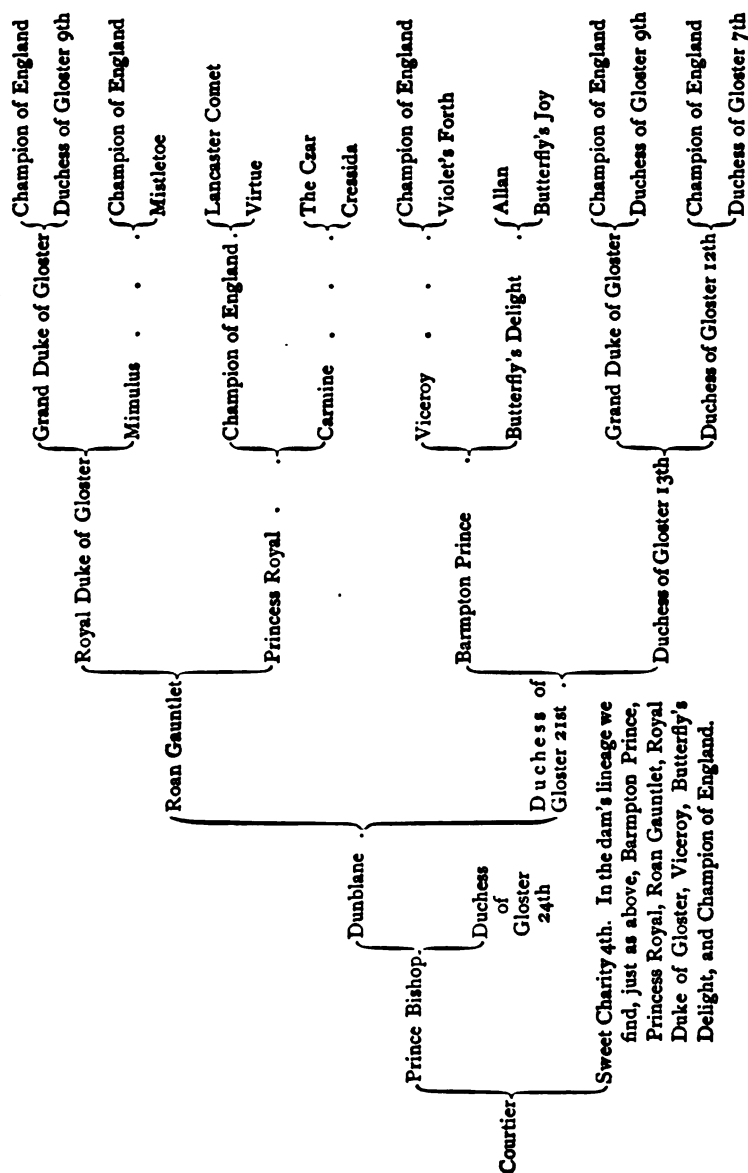 Courtier
Prince Bishop.
Sweet Charity 4th. In the dam's lineage we
find, just as above, Barmpton Prince,
Princess Royal, Roan Gauntlet, Royal
Duke of Gloster, Viceroy, Butterfly's
Delight, and Champion of England.
Dunblane .
Duchess
of
Gloster
24th
Roan Gauntlet
Duchess of
Gloster 21st .
Royal Duke of Gloster
Princess Royal . .
Barmpton Prince .
Duchess of Gloster 13th
Grand Duke of Gloster
Mimulus . . .
Champion of England .
Carmine . . .
Viceroy . . .
Butterfly's Delight .
Grand Duke of Gloster
Duchess of Gloster 12th
Champion of England
Duchess of Gloster 9th
Champion of England
Mistletoe
Lancaster Comet
Virtue
The Czar
Cressida
Champion of England
Violet's Forth
Allan
Butterfly's Joy
Champion of England
Duchess of Gloster 9th
Champion of England
Duchess of Gloster 7th